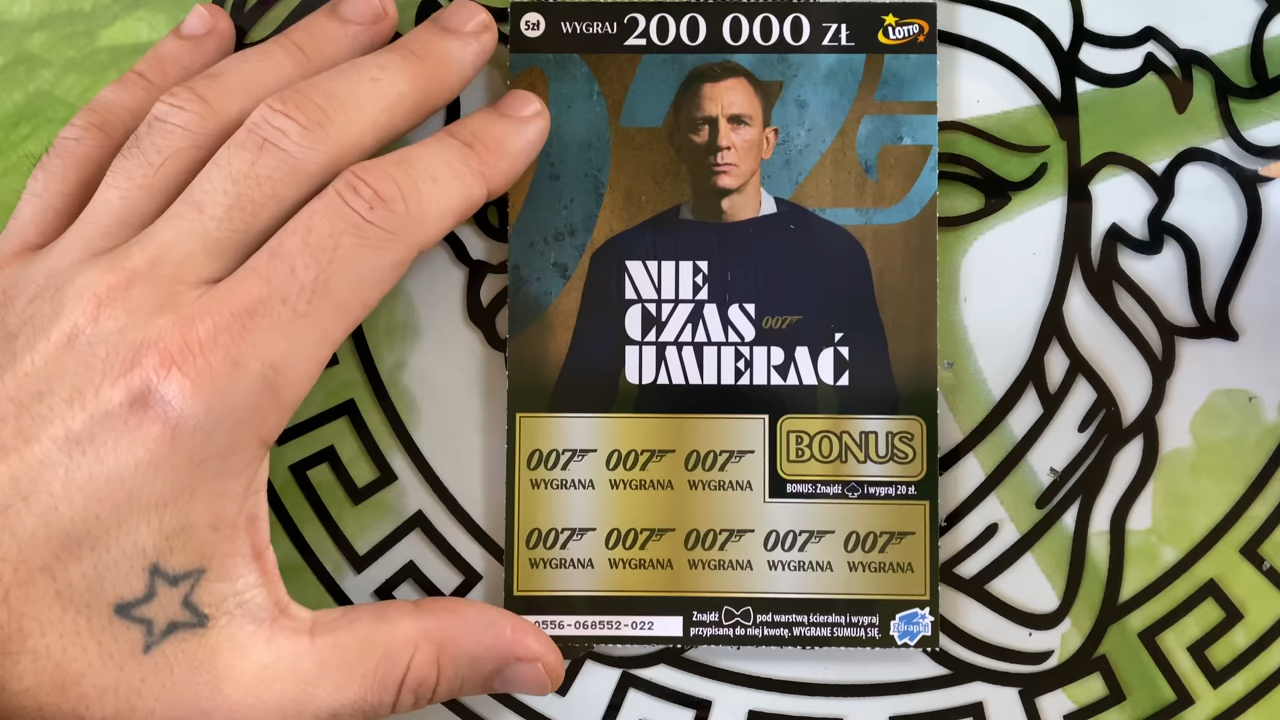 5zł WYGRAJ 200 000 ZŁ LOTTO
NIE
CZAS 007
UMIERAĆ
007 007 007
WYGRANA WYGRANA WYGRANA
BONUS
BONUS: Znajdź i wygraj 20 zł.
007 007 007 007 007
WYGRANA WYGRANA WYGRANA WYGRANA WYGRANA
0556-068552-022
Znajdź pod warstwą ścieralną i wygraj
przypisaną do niej kwotę. WYGRANE SUMUJĄ SIĘ.
Zdrapki